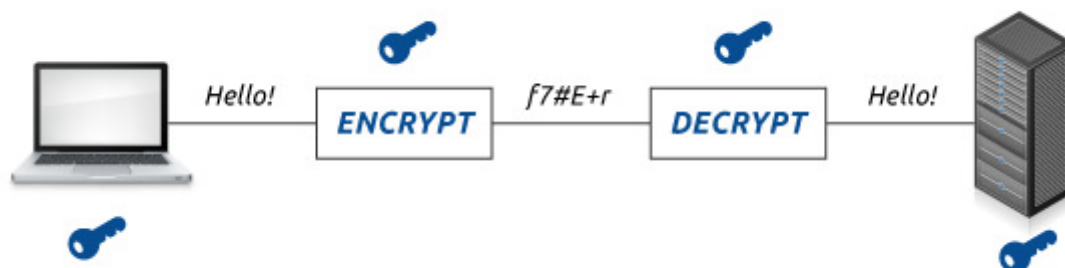 Hello!
ENCRYPT
f7#E+r
DECRYPT
Hello!